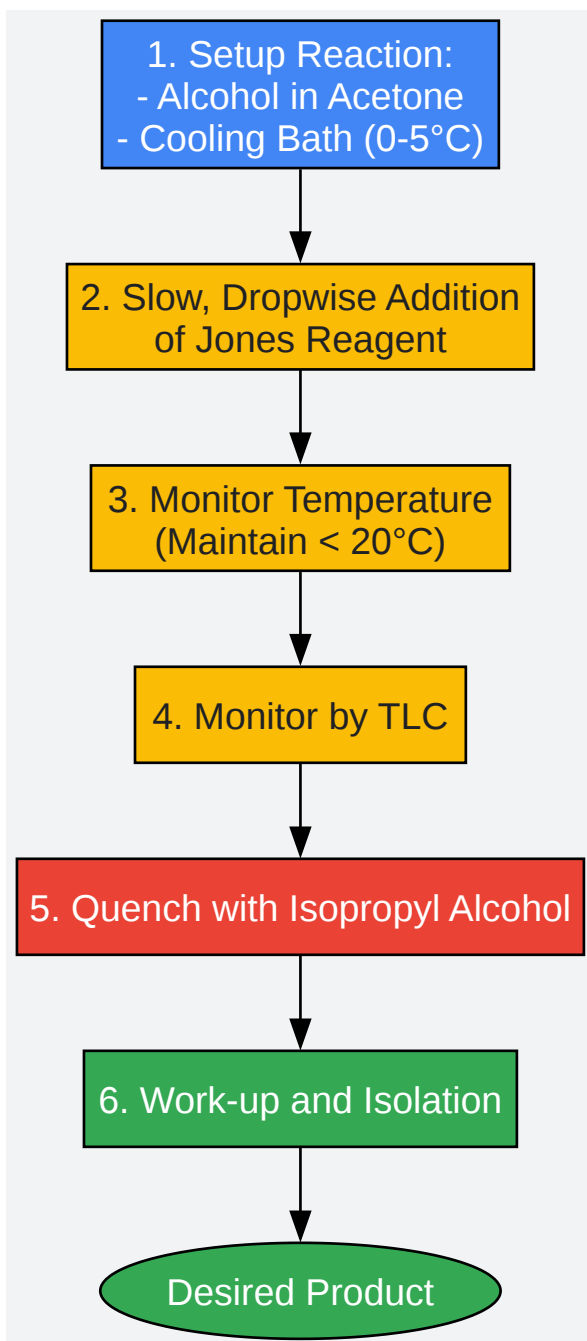 1. Setup Reaction:
- Alcohol in Acetone
- Cooling Bath (0-5°C)
2. Slow, Dropwise Addition
of Jones Reagent
3. Monitor Temperature
(Maintain < 20°C)
4. Monitor by TLC
5. Quench with Isopropyl Alcohol
6. Work-up and Isolation
Desired Product